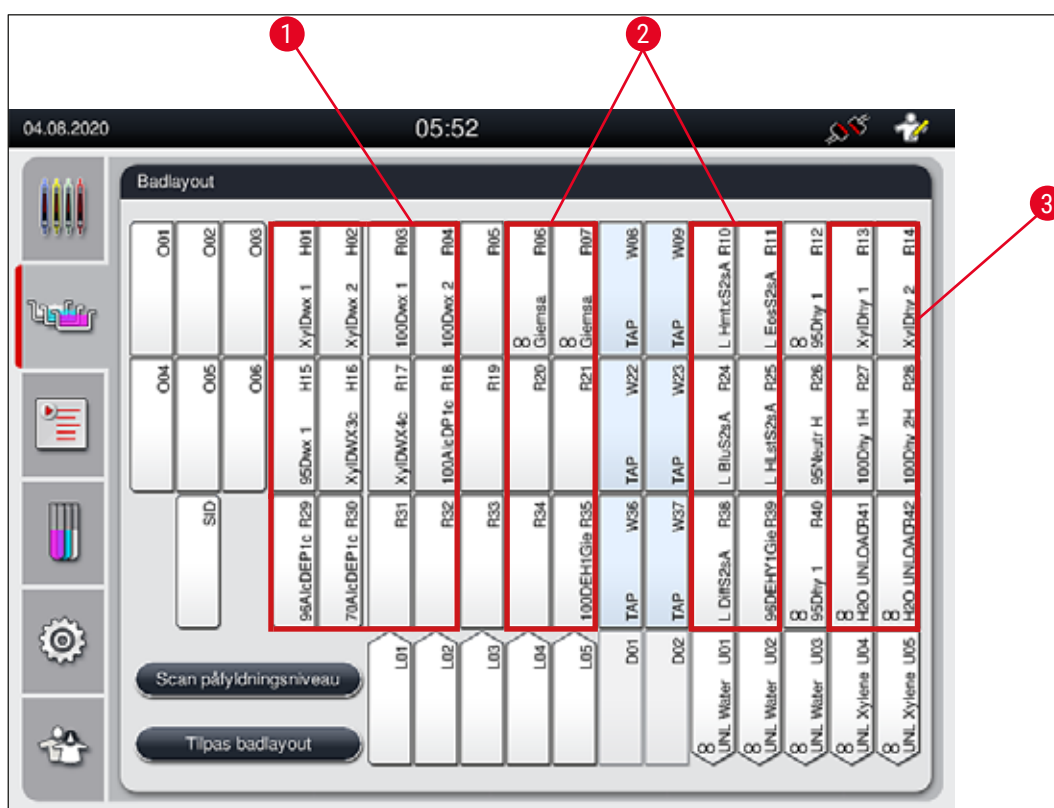 1
2
3
04.08.2020
05:52
Badlayout
O01
O02
O03
XylDwx 1 H01
XylDwx 2 H02
100Dwx 1 R03
100Dwx 2 R04
R05
∞ Giemsa R06
∞ Giemsa R07
TAP W08
TAP W09
L HmtxS2sA R10
L EosS2sA R11
∞ 95Dhy 1 R12
XylDhy 1 R13
XylDhy 2 R14
O04
O05
O06
95Dwx 1 H15
XylDWX3c H16
XylDWX4c R17
100AlcDP1c R18
R19
R20
R21
TAP W22
TAP W23
L BluS2sA R24
L HLstS2sA R25
95Neutr H R26
100Dhy 1H R27
100Dhy 2H R28
SID
96AlcDEP1c R29
70AlcDEP1c R30
R31
R32
R33
R34
100DEH1Gie R35
TAP W36
TAP W37
L DiffS2sA R38
96DEHY1Gie R39
∞ 95Dhy 1 R40
∞ H2O UNLOAD R41
∞ H2O UNLOAD R42
L01
L02
L03
L04
L05
D01
D02
∞ UNL Water U01
∞ UNL Water U02
∞ UNL Water U03
∞ UNL Xylene U04
∞ UNL Xylene U05
Scan påfyldningsniveau
Tilpas badlayout